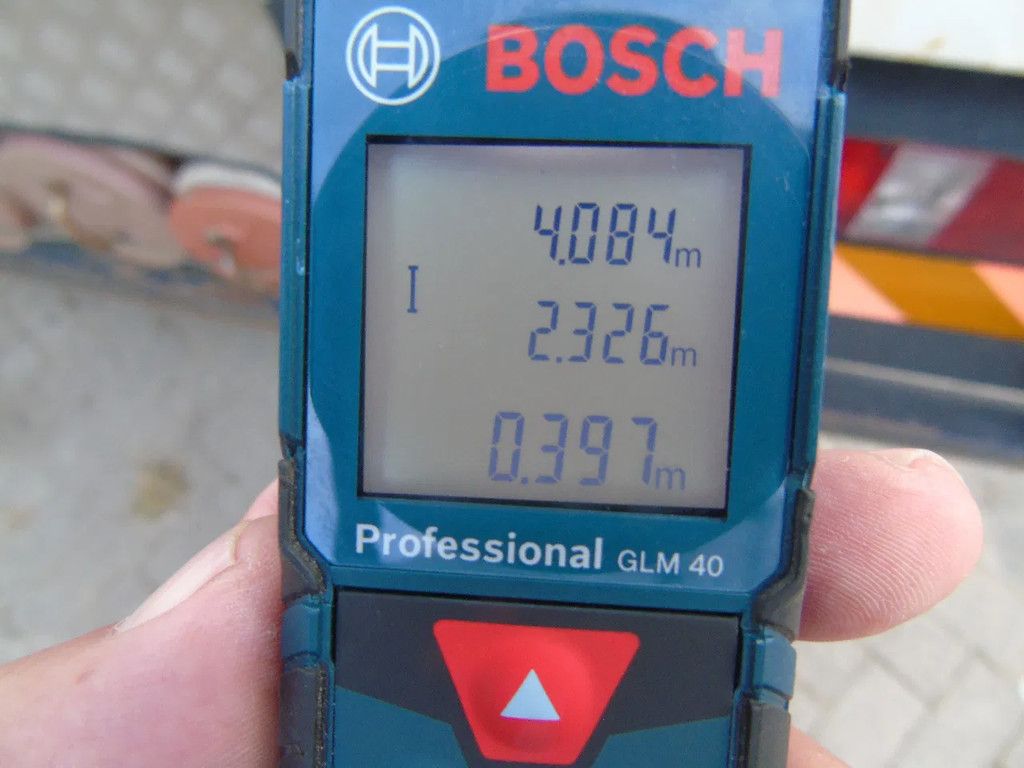 BOSCH
4.084m
2.326m
0.397m
Professional GLM 40